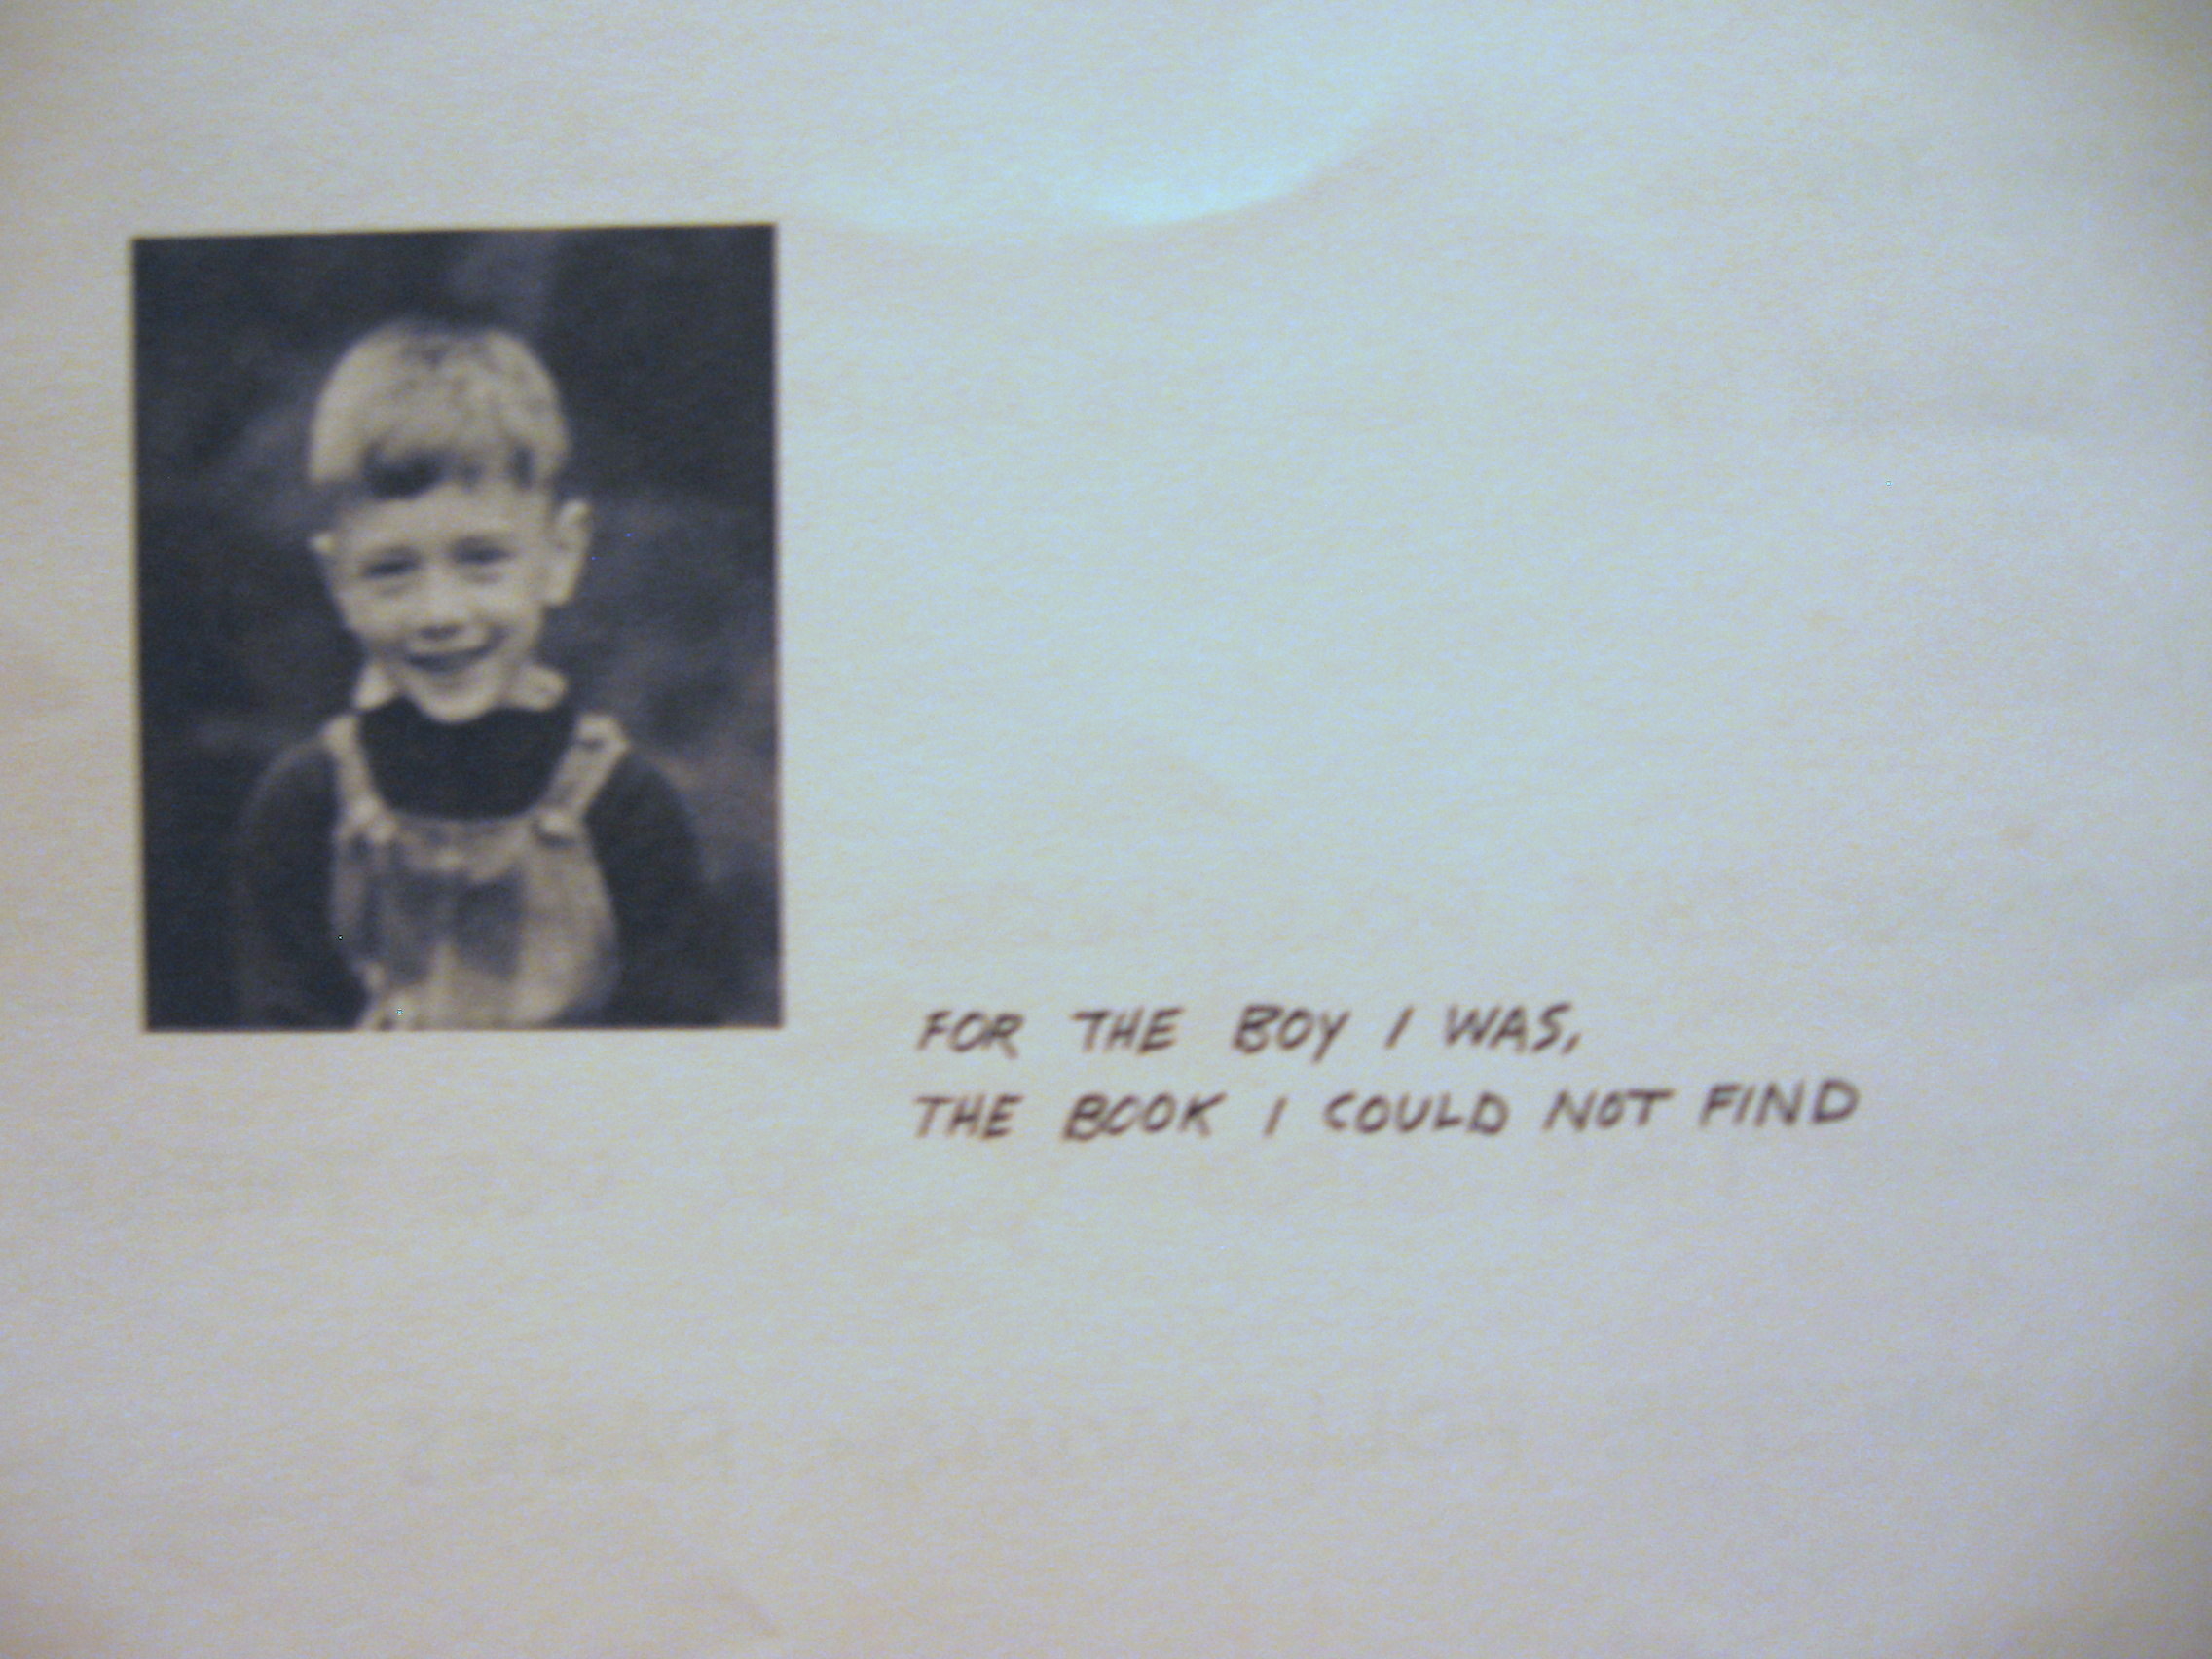 FOR THE BOY I WAS,
THE BOOK I COULD NOT FIND